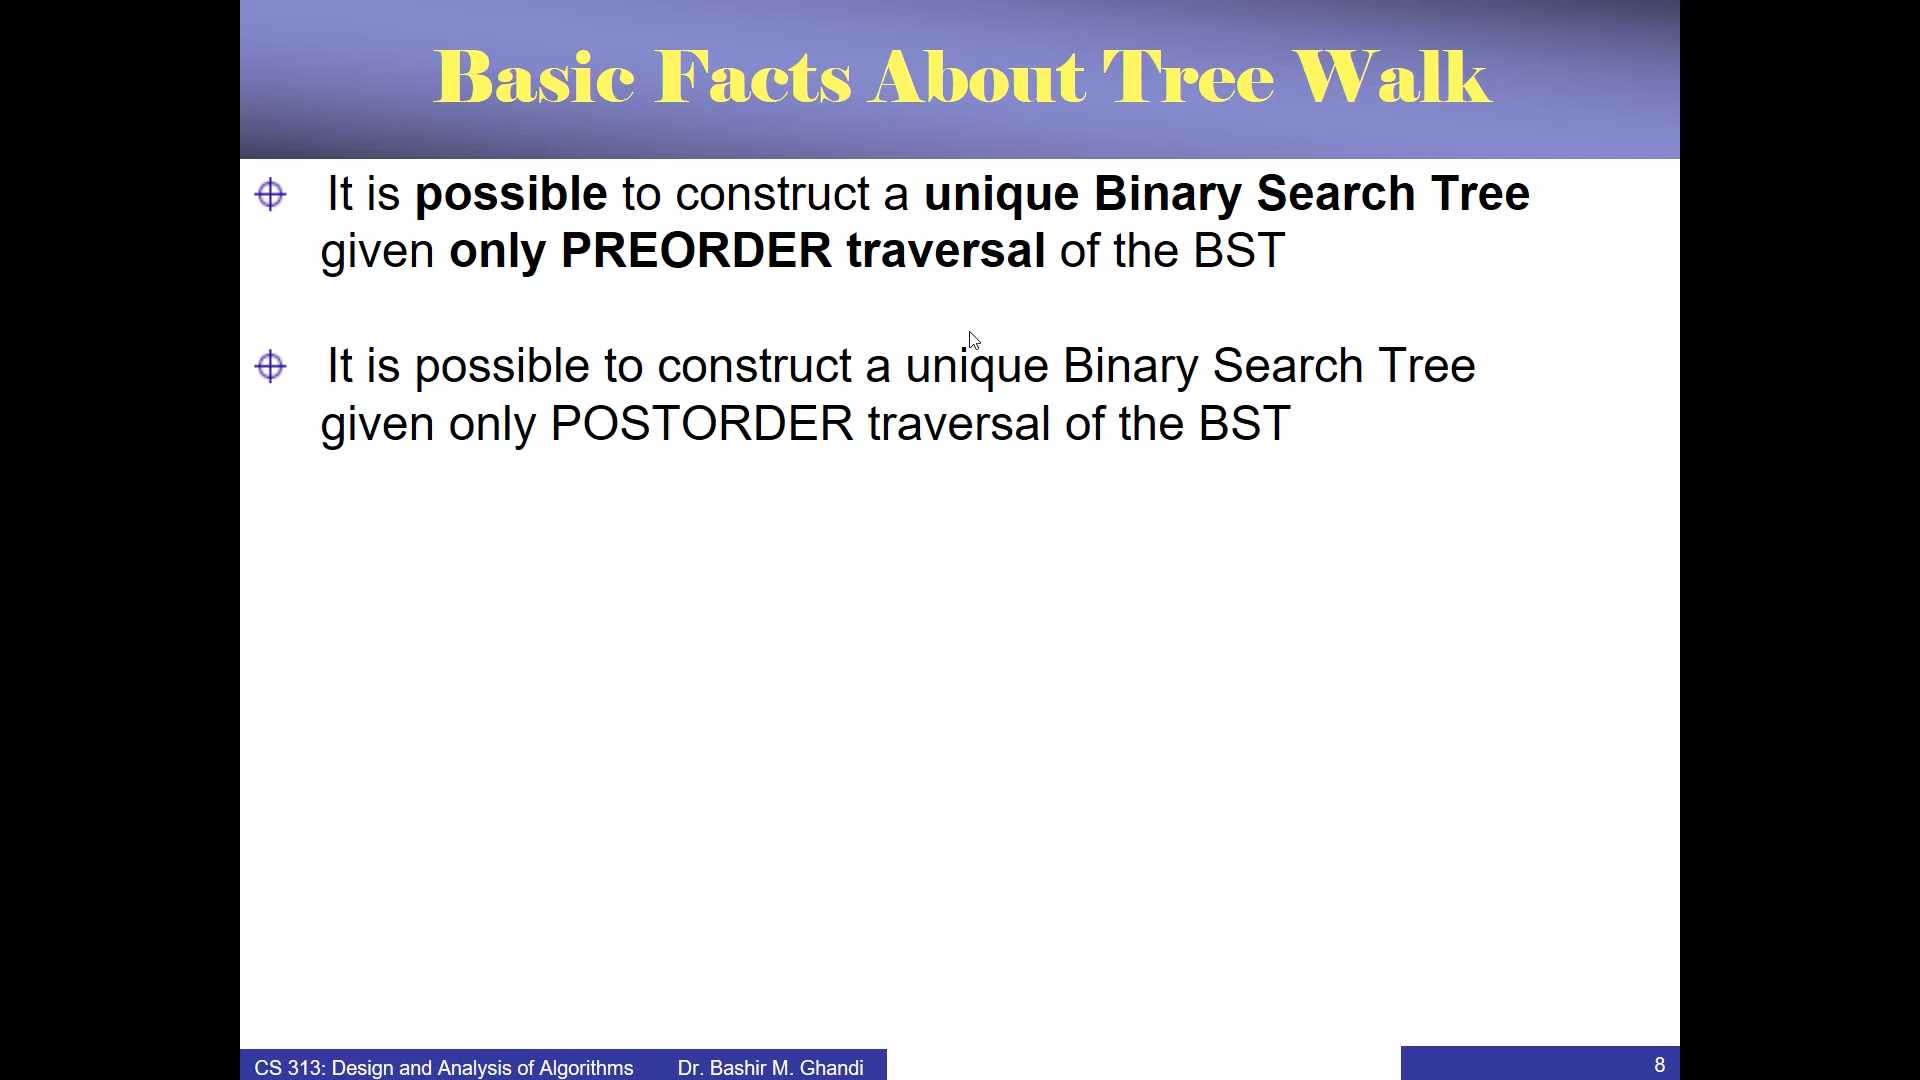 Basic Facts About Tree Walk
It is possible to construct a unique Binary Search Tree
given only PREORDER traversal of the BST
It is possible to construct a unique Binary Search Tree
given only POSTORDER traversal of the BST
CS 313: Design and Analysis of Algorithms Dr. Bashir M. Ghandi
8